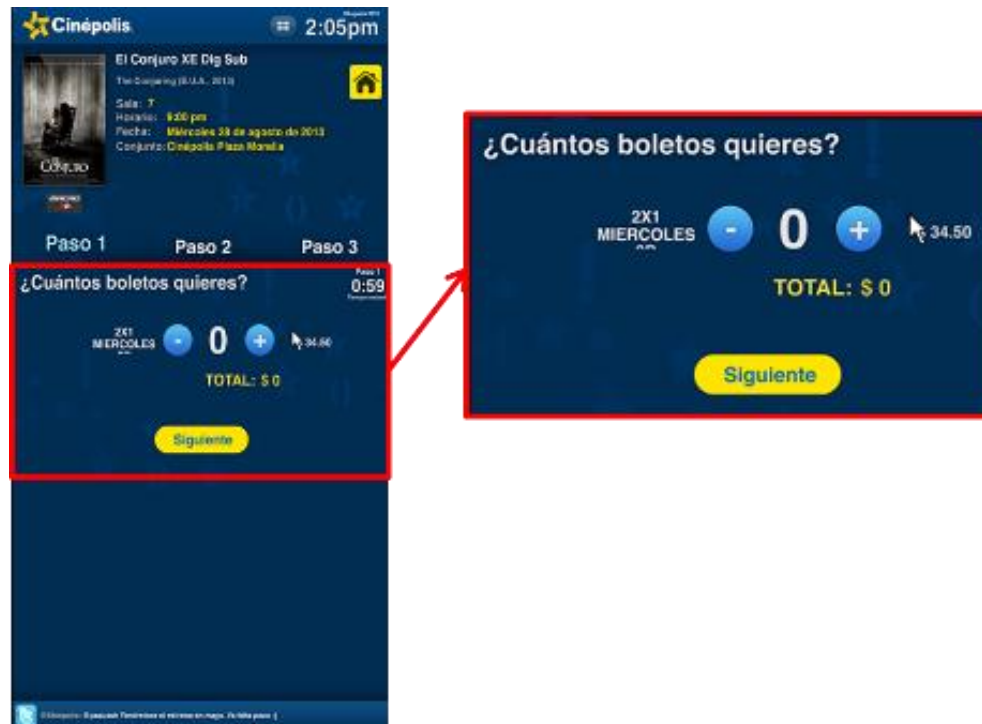 Cinépolis
2:05pm
El Conjuro XE Dig Sub
The Conjuring (E.U.A., 2013)
Sala: 7
Horario: 9:00 pm
Fecha: Miércoles 28 de agosto de 2013
Conjunto: Cinépolis Plaza Morelia
CONJURO
Paso 1 Paso 2 Paso 3
¿Cuántos boletos quieres?
Paso 1
0:59
2X1
MIERCOLES - 0 + 34.50
TOTAL: $ 0
Siguiente
¿Cuántos boletos quieres?
2X1
MIERCOLES - 0 + 34.50
TOTAL: $ 0
Siguiente